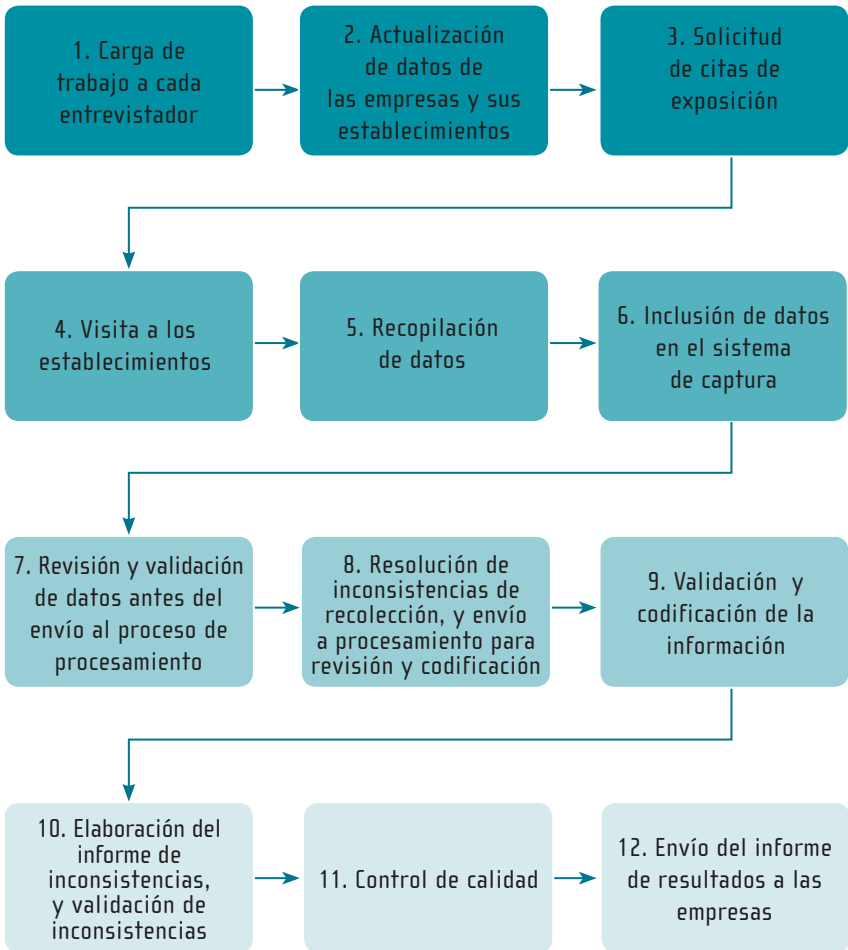 1. Carga de
trabajo a cada
entrevistador
2. Actualización
de datos de
las empresas y sus
establecimientos
3. Solicitud
de citas de
exposición
4. Visita a los
establecimientos
5. Recopilación
de datos
6. Inclusión de datos
en el sistema
de captura
7. Revisión y validación
de datos antes del
envío al proceso de
procesamiento
8. Resolución de
inconsistencias de
recolección, y envío
a procesamiento para
revisión y codificación
9. Validación y
codificación de la
información
10. Elaboración del
informe de
inconsistencias,
y validación de
inconsistencias
11. Control de calidad
12. Envío del informe
de resultados a las
empresas